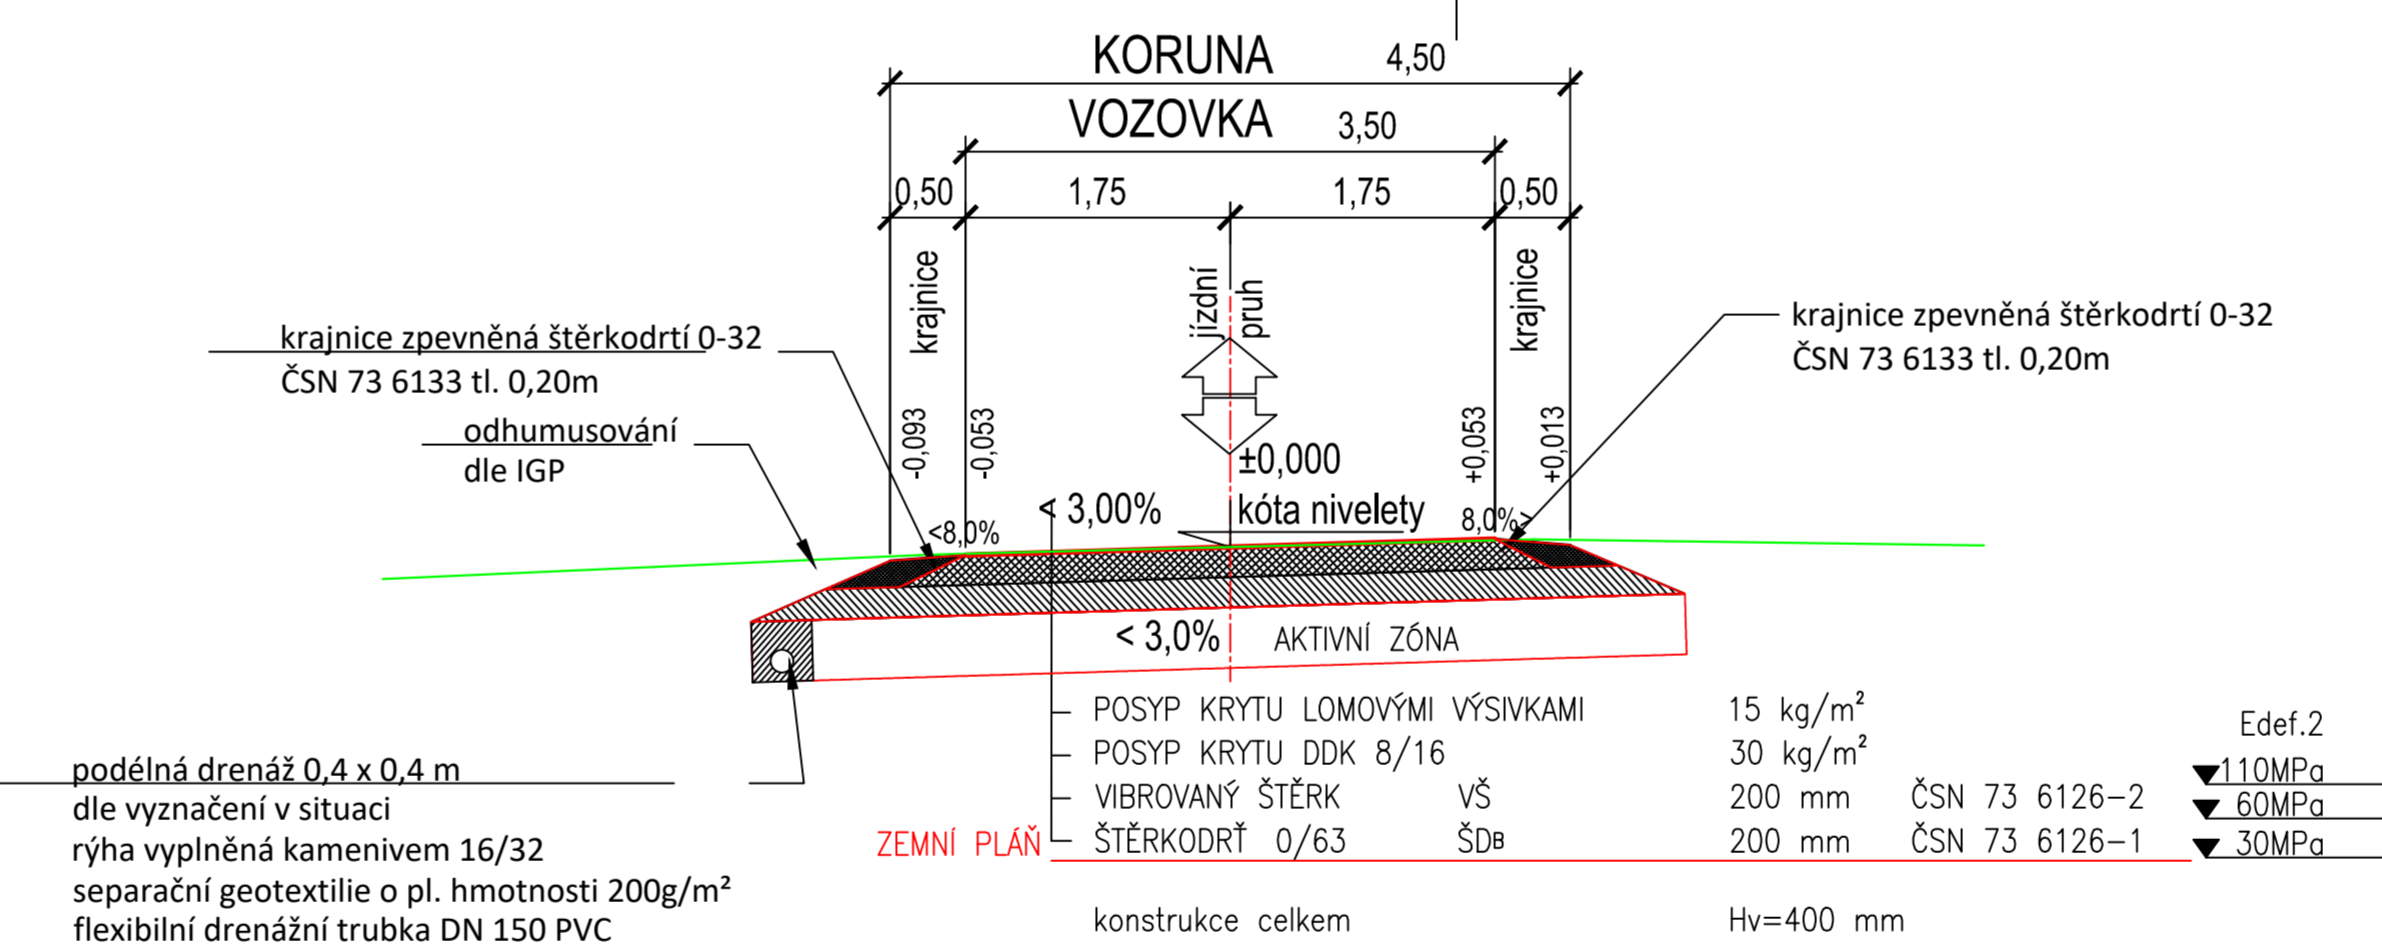 KORUNA 4,50
VOZOVKA 3,50
0,50 1,75 1,75 0,50
krajnice
jízdní
pruh
krajnice
krajnice zpevněná štěrkodrtí 0-32
ČSN 73 6133 tl. 0,20m
krajnice zpevněná štěrkodrtí 0-32
ČSN 73 6133 tl. 0,20m
odhumusování
dle IGP
-0,093
-0,053
±0,000
+0,053
+0,013
< 3,00% kóta nivelety
<8,0%
8,0%>
< 3,0% AKTIVNÍ ZÓNA
POSYP KRYTU LOMOVÝMI VÝSIVKAMI 15 kg/m²
POSYP KRYTU DDK 8/16 30 kg/m²
VIBROVANÝ ŠTĚRK VŠ 200 mm ČSN 73 6126-2
ZEMNÍ PLÁŇ ŠTĚRKODRŤ 0/63 ŠDB 200 mm ČSN 73 6126-1
Edef.2
110MPa
60MPa
30MPa
konstrukce celkem Hv=400 mm
podélná drenáž 0,4 x 0,4 m
dle vyznačení v situaci
rýha vyplněná kamenivem 16/32
separační geotextilie o pl. hmotnosti 200g/m²
flexibilní drenážní trubka DN 150 PVC